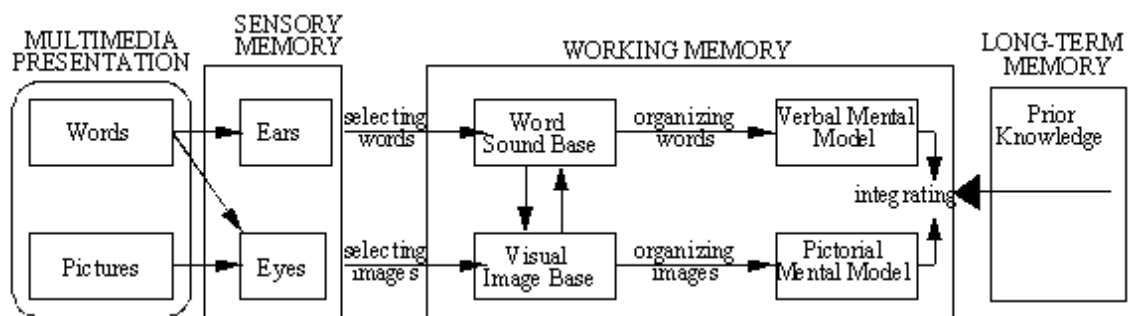 MULTIMEDIA
PRESENTATION
SENSORY
MEMORY
WORKING MEMORY
LONG-TERM
MEMORY
Words
Ears
selecting
words
Word
Sound Base
organizing
words
Verbal Mental
Model
Prior
Knowledge
integrating
Pictures
Eyes
selecting
images
Visual
Image Base
organizing
images
Pictorial
Mental Model